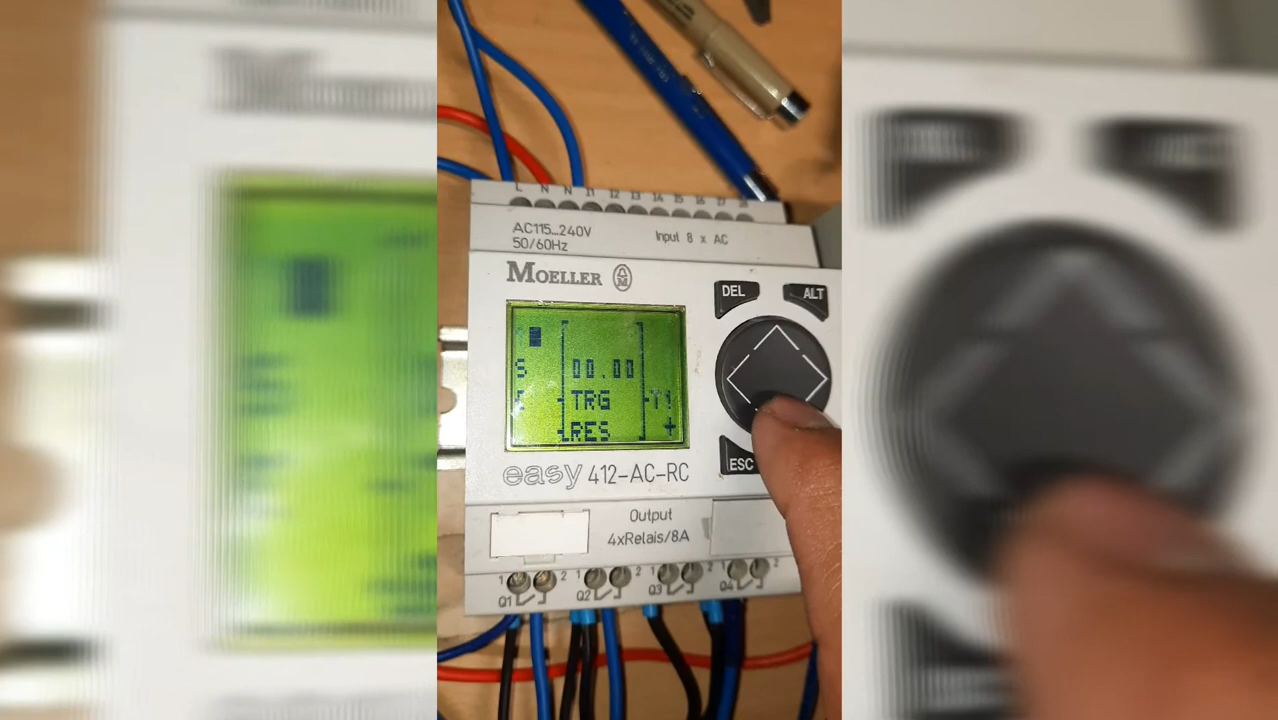 L N N I1 I2 I3 I4 I5 I6 I7 I8
AC115...240V
50/60Hz
Input 8 x AC
MOELLER
DEL
ALT
S
00.00
TRG
T1
RES +
ESC
easy 412-AC-RC
Output
4xRelais/8A
1 2 1 2 1 2 1 2
Q1 Q2 Q3 Q4